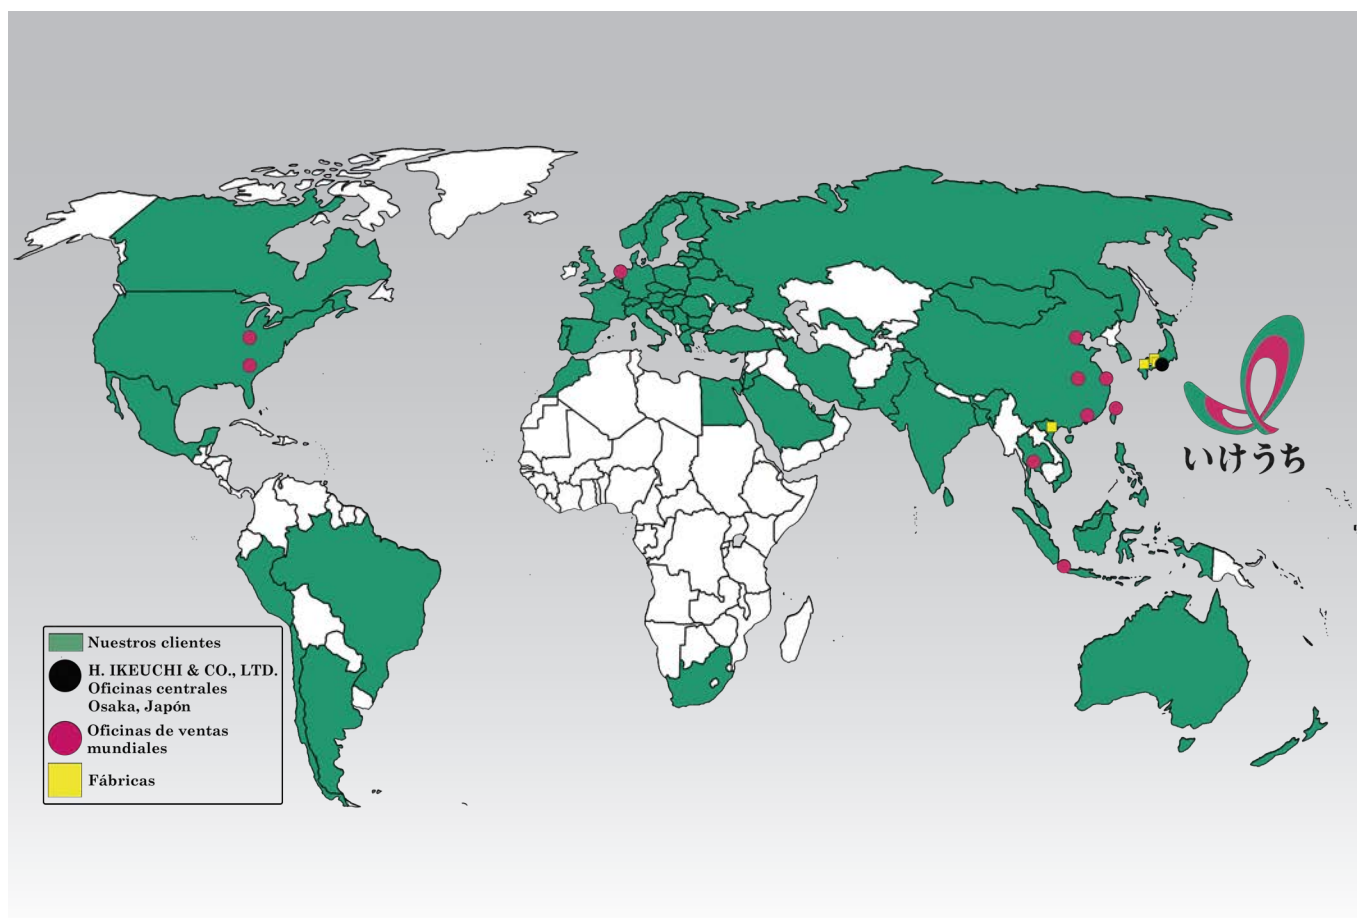 いけうち
Nuestros clientes
H. IKEUCHI & CO., LTD.
Oficinas centrales
Osaka, Japón
Oficinas de ventas
mundiales
Fábricas